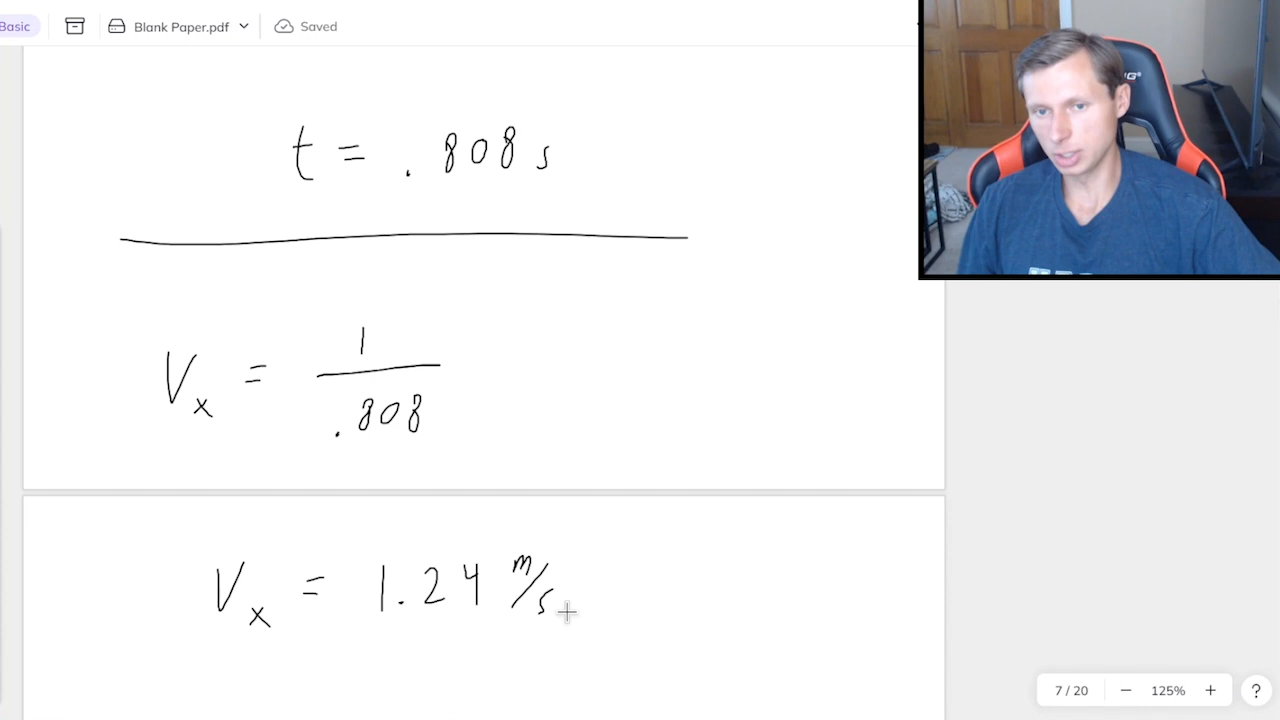 Basic
Blank Paper.pdf
Saved
t = .808 s
Vx = 1/.808
Vx = 1.24 m/s
7 / 20
125%
?